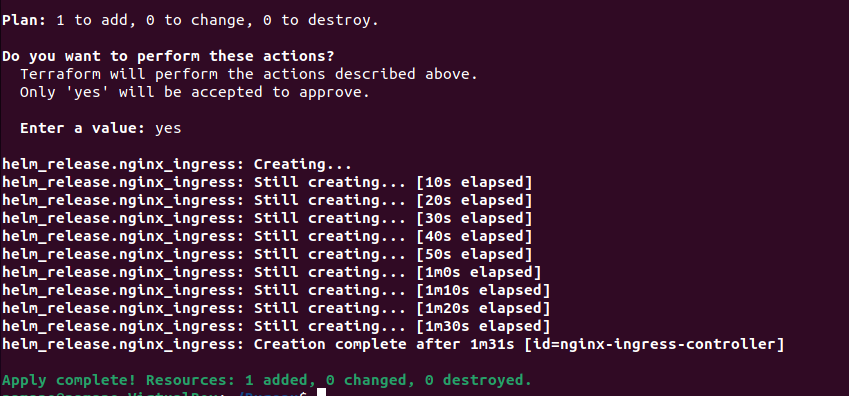 Plan: 1 to add, 0 to change, 0 to destroy.
Do you want to perform these actions?
Terraform will perform the actions described above.
Only 'yes' will be accepted to approve.
Enter a value: yes
helm_release.nginx_ingress: Creating...
helm_release.nginx_ingress: Still creating... [10s elapsed]
helm_release.nginx_ingress: Still creating... [20s elapsed]
helm_release.nginx_ingress: Still creating... [30s elapsed]
helm_release.nginx_ingress: Still creating... [40s elapsed]
helm_release.nginx_ingress: Still creating... [50s elapsed]
helm_release.nginx_ingress: Still creating... [1m0s elapsed]
helm_release.nginx_ingress: Still creating... [1m10s elapsed]
helm_release.nginx_ingress: Still creating... [1m20s elapsed]
helm_release.nginx_ingress: Still creating... [1m30s elapsed]
helm_release.nginx_ingress: Creation complete after 1m31s [id=nginx-ingress-controller]
Apply complete! Resources: 1 added, 0 changed, 0 destroyed.